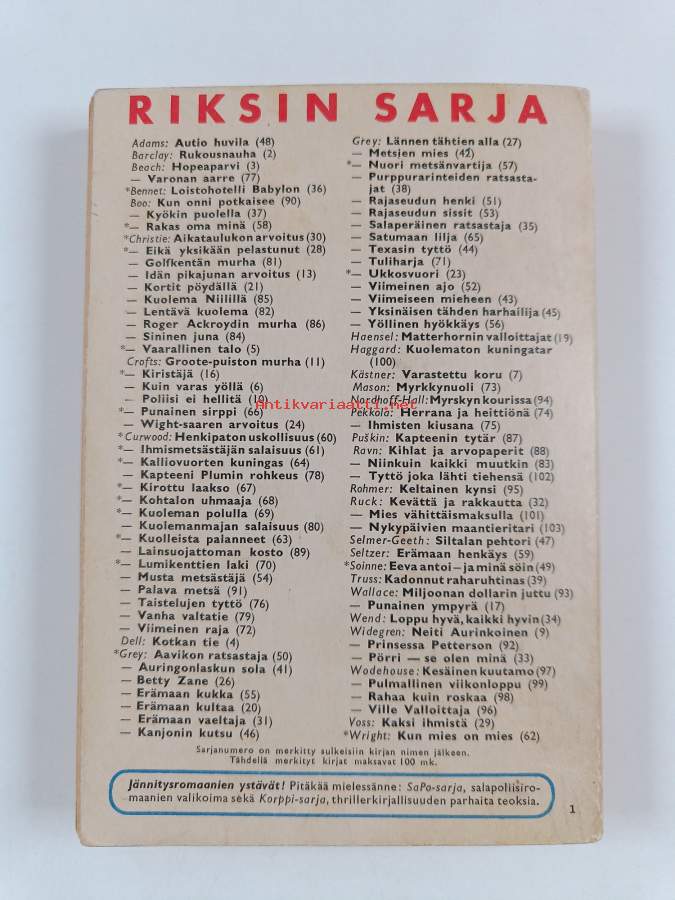 RIKSIN SARJA
Adams: Autio huvila (48)
Barclay: Rukousnauha (2)
Beach: Hopeaparvi (3)
— Varonan aarre (77)
*Bennet: Loistohotelli Babylon (36)
Boo: Kun onni potkaisee (90)
— Kyökin puolella (37)
*— Rakas oma minä (58)
*Christie: Aikataulukon arvoitus (30)
*— Eikä yksikään pelastunut (28)
— Golfkentän murha (81)
— Idän pikajunan arvoitus (13)
— Kortit pöydällä (21)
— Kuolema Niilillä (85)
— Lentävä kuolema (82)
— Roger Ackroydin murha (86)
— Sininen juna (84)
*— Vaarallinen talo (5)
Crofts: Groote-puiston murha (11)
*— Kiristäjä (16)
— Kuin varas yöllä (6)
— Poliisi ei hellitä (10)
*— Punainen sirppi (66)
— Wight-saaren arvoitus (24)
*Curwood: Henkipaton uskollisuus (60)
*— Ihmismetsästäjän salaisuus (61)
*— Kalliovuorten kuningas (64)
— Kapteeni Plumin rohkeus (78)
*— Kirottu laakso (67)
*— Kohtalon uhmaaja (68)
*— Kuoleman polulla (69)
— Kuolemanmajan salaisuus (80)
*— Kuolleista palanneet (63)
— Lainsuojattoman kosto (89)
*— Lumikenttien laki (70)
— Musta metsästäjä (54)
— Palava metsä (91)
— Taistelujen tyttö (76)
— Vanha valtatie (79)
— Viimeinen raja (72)
Dell: Kotkan tie (4)
*Grey: Aavikon ratsastaja (50)
— Auringonlaskun sola (41)
— Betty Zane (26)
— Erämaan kukka (55)
— Erämaan kultaa (20)
— Erämaan vaeltaja (31)
— Kanjonin kutsu (46)
Grey: Lännen tähtien alla (27)
— Metsien mies (42)
*— Nuori metsänvartija (57)
— Purppurarinteiden ratsasta-
jat (38)
— Rajaseudun henki (51)
— Rajaseudun sissit (53)
— Salaperäinen ratsastaja (35)
— Satumaan lilja (65)
— Texasin tyttö (44)
— Tuliharja (71)
*— Ukkosvuori (23)
— Viimeinen ajo (52)
— Viimeiseen mieheen (43)
— Yksinäisen tähden harhailija (45)
— Yöllinen hyökkäys (56)
Haensel: Matterhornin valloittajat (19)
Haggard: Kuolematon kuningatar
(100)
Kästner: Varastettu koru (7)
Mason: Myrkkynuoli (73)
Nordhoff-Hall: Myrskyn kourissa (94)
Pekkola: Herrana ja heittiönä (74)
— Ihmisten kiusana (75)
Puškin: Kapteenin tytär (87)
Ravn: Kihlat ja arvopaperit (88)
— Niinkuin kaikki muutkin (83)
— Tyttö joka lähti tiehensä (102)
Rohmer: Keltainen kynsi (95)
Ruck: Kevättä ja rakkautta (32)
— Mies vähittäismaksulla (101)
— Nykypäivien maantieritari (103)
Selmer-Geeth: Siltalan pehtori (47)
Seltzer: Erämaan henkäys (59)
*Soinne: Eeva antoi — ja minä söin (49)
Truss: Kadonnut raharuhtinas (39)
Wallace: Miljoonan dollarin juttu (93)
— Punainen ympyrä (17)
Wend: Loppu hyvä, kaikki hyvin (34)
Widegren: Neiti Aurinkoinen (9)
— Prinsessa Petterson (92)
— Pörri — se olen minä (33)
Wodehouse: Kesäinen kuutamo (97)
— Pulmallinen viikonloppu (99)
— Rahaa kuin roskaa (98)
— Ville Valloittaja (96)
Voss: Kaksi ihmistä (29)
*Wright: Kun mies on mies (62)
Sarjanumero on merkitty sulkeisiin kirjan nimen jälkeen.
Tähdellä merkityt kirjat maksavat 100 mk.
Jännitysromaanien ystävät! Pitäkää mielessänne: SaPo-sarja, salapoliisiro-
maanien valikoima sekä Korppi-sarja, thrillerkirjallisuuden parhaita teoksia.
1
Antikvariaatti.net